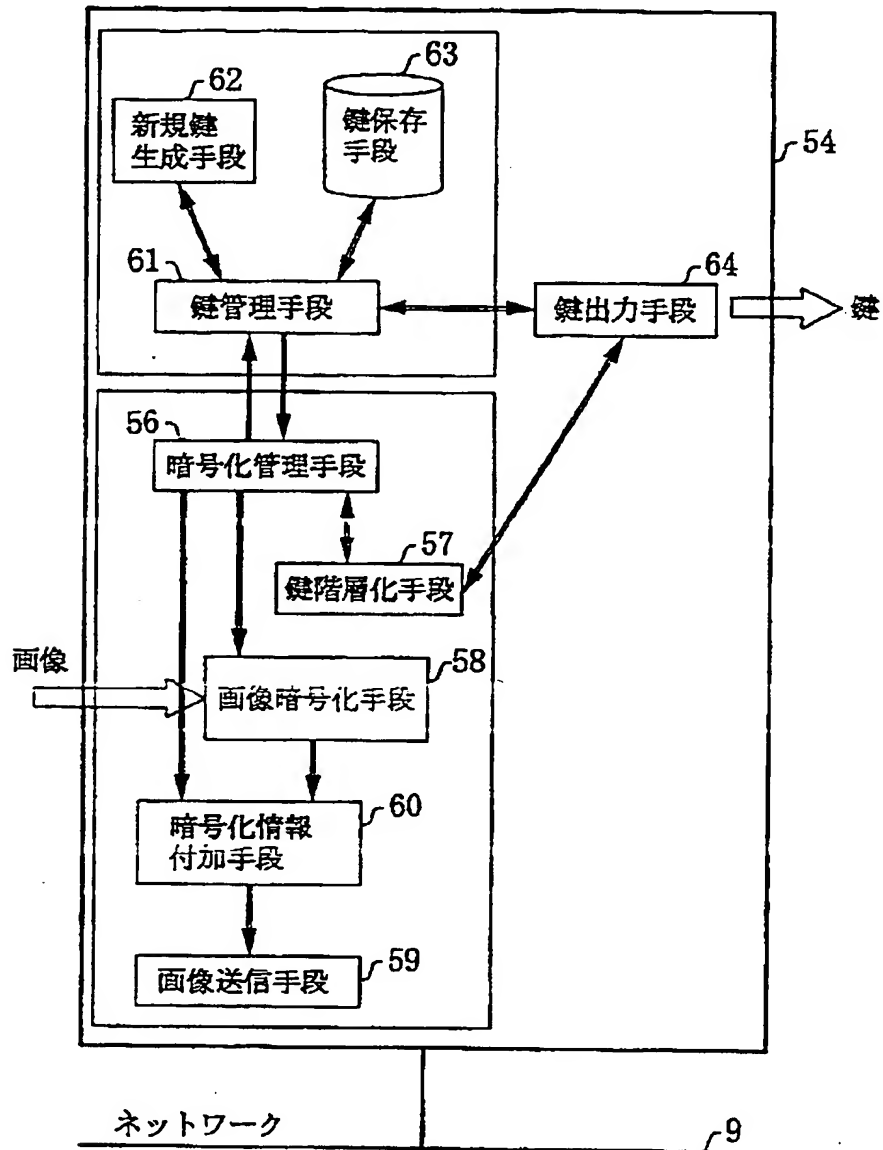 62
63
新規鍵
生成手段
鍵保存
手段
54
61
鍵管理手段
64
鍵出力手段
鍵
56
暗号化管理手段
57
鍵階層化手段
画像
58
画像暗号化手段
60
暗号化情報
付加手段
59
画像送信手段
ネットワーク
9